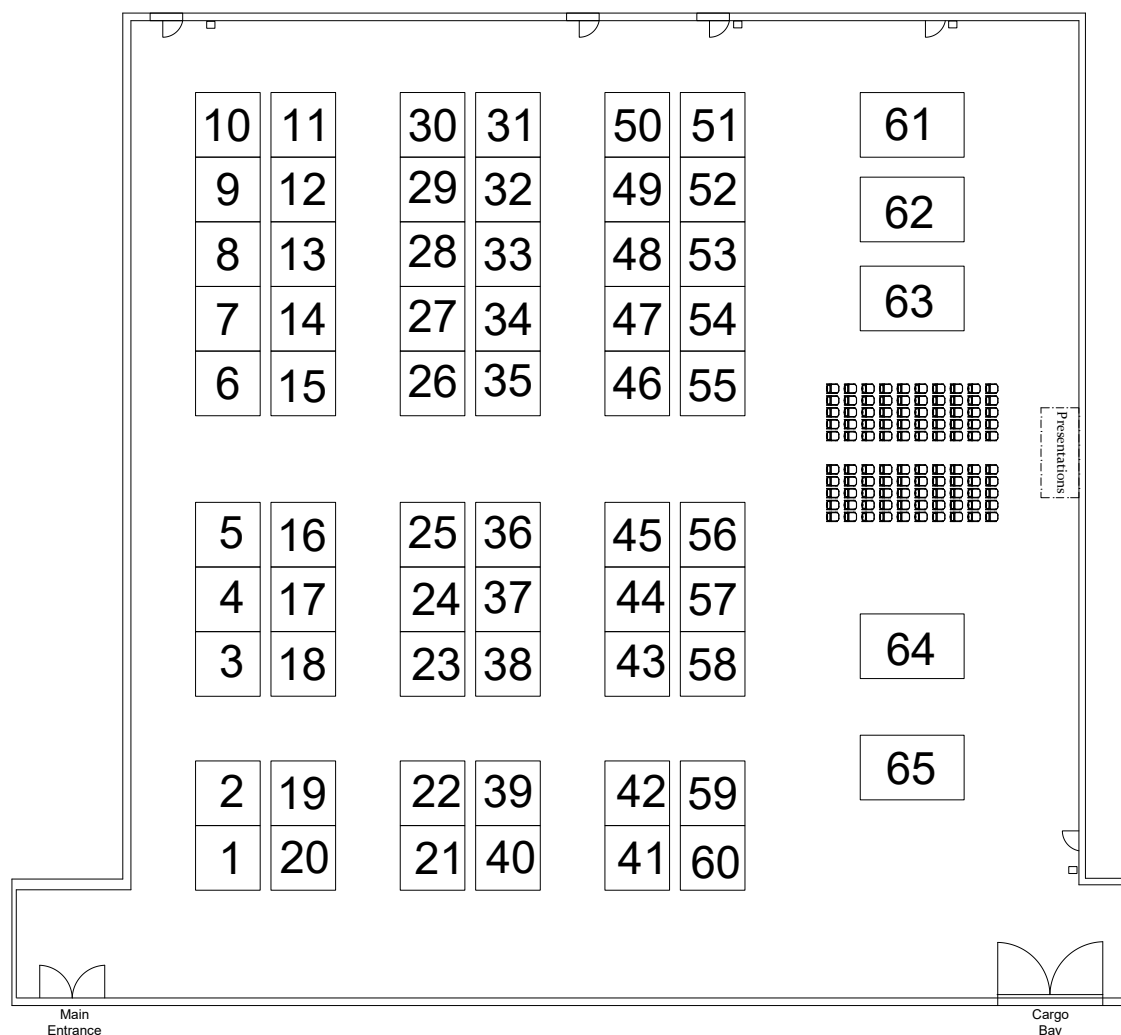 10 11 30 31 50 51 61
9 12 29 32 49 52 62
8 13 28 33 48 53
7 14 27 34 47 54 63
6 15 26 35 46 55
Presentations
5 16 25 36 45 56
4 17 24 37 44 57
3 18 23 38 43 58 64
2 19 22 39 42 59 65
1 20 21 40 41 60
Main
Entrance
Cargo
Bay